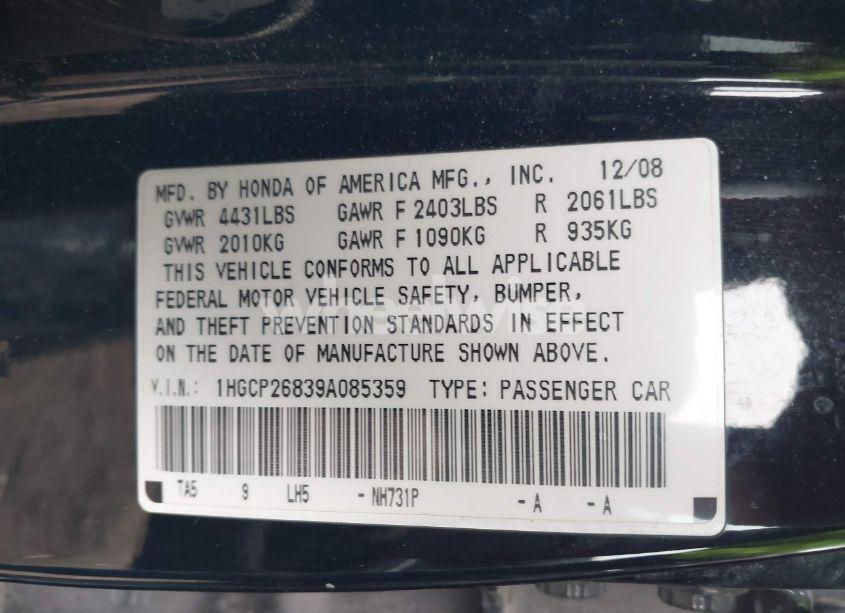 MFD. BY HONDA OF AMERICA MFG., INC. 12/08
GVWR 4431LBS GAWR F 2403LBS R 2061LBS
GVWR 2010KG GAWR F 1090KG R 935KG
THIS VEHICLE CONFORMS TO ALL APPLICABLE
FEDERAL MOTOR VEHICLE SAFETY, BUMPER,
AND THEFT PREVENTION STANDARDS IN EFFECT
ON THE DATE OF MANUFACTURE SHOWN ABOVE.
V.I.N.: 1HGCP26839A085359 TYPE: PASSENGER CAR
TA5 9 LH5 - NH731P - A - A